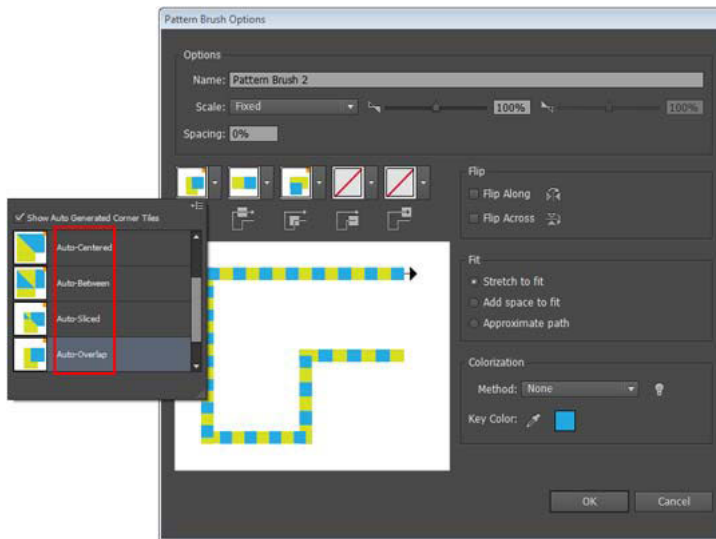 Pattern Brush Options
Options
Name: Pattern Brush 2
Scale: Fixed 100% 100%
Spacing: 0%
Show Auto Generated Corner Tiles
Auto-Centered
Auto-Between
Auto-Sliced
Auto-Overlap
Flip
Flip Along
Flip Across
Fit
Stretch to fit
Add space to fit
Approximate path
Colorization
Method: None
Key Color:
OK Cancel